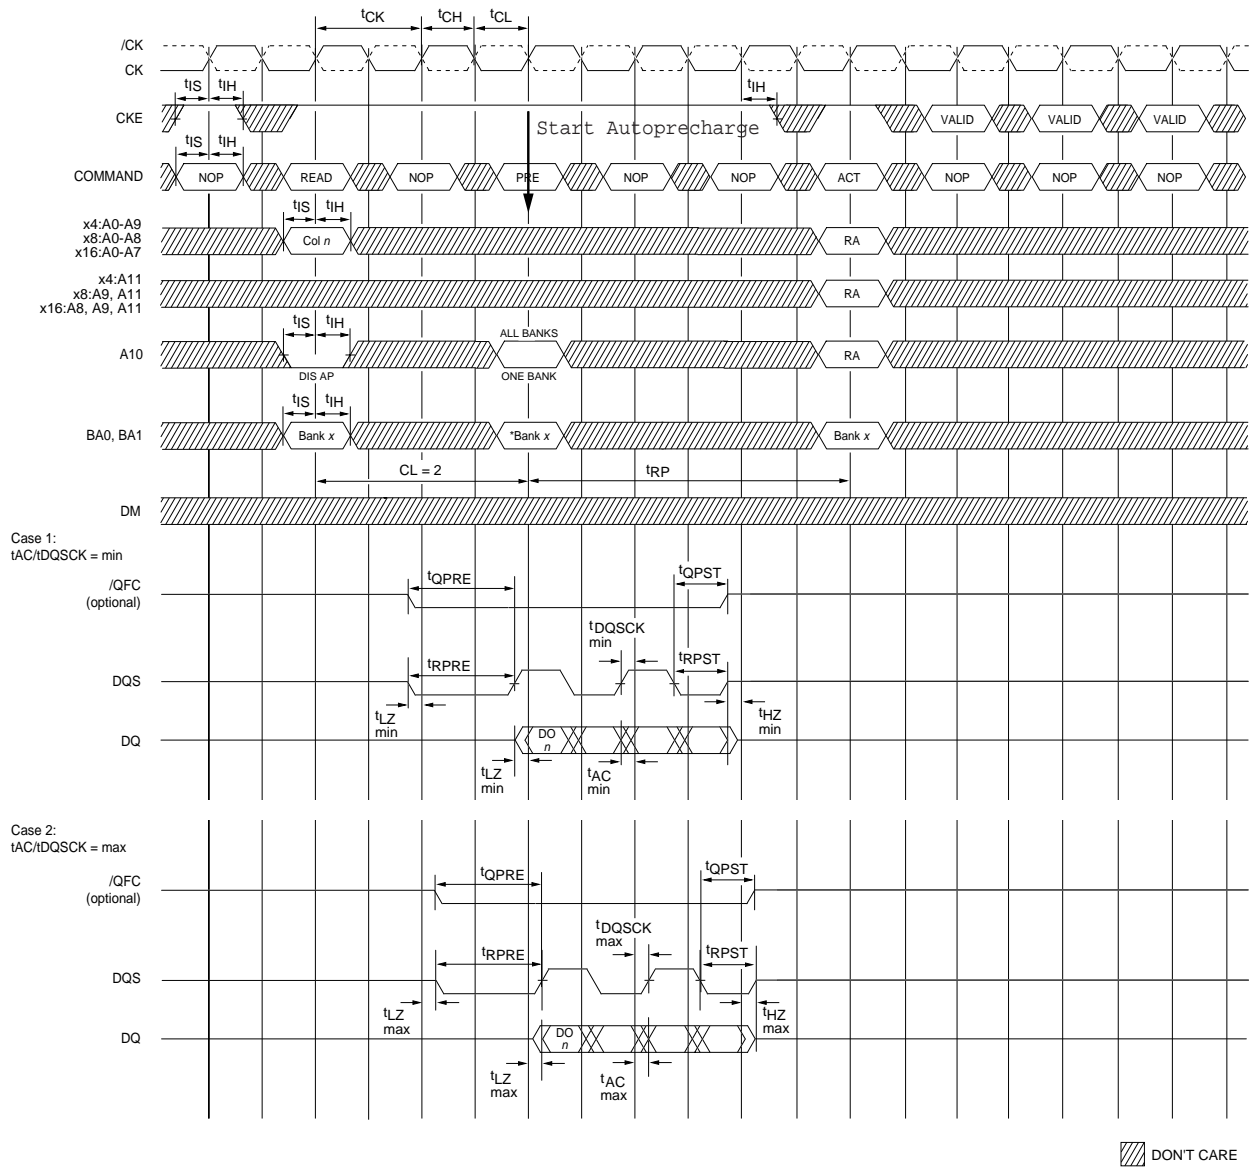 tCK
tCH
tCL
/CK
CK
tIS
tIH
tIH
CKE
VALID
VALID
VALID
Start Autoprecharge
tIS
tIH
COMMAND
NOP
READ
NOP
PRE
NOP
NOP
ACT
NOP
NOP
NOP
tIS
tIH
x4:A0-A9
x8:A0-A8
x16:A0-A7
Col n
RA
x4:A11
x8:A9, A11
x16:A8, A9, A11
RA
tIS
tIH
ALL BANKS
A10
RA
DIS AP
ONE BANK
tIS
tIH
BA0, BA1
Bank x
*Bank x
Bank x
CL = 2
tRP
DM
Case 1:
tAC/tDQSCK = min
/QFC
(optional)
tQPRE
tQPST
tDQSCK
min
tRPRE
tRPST
DQS
tLZ
min
tHZ
min
DQ
DO
n
tLZ
min
tAC
min
Case 2:
tAC/tDQSCK = max
/QFC
(optional)
tQPRE
tQPST
tDQSCK
max
tRPRE
tRPST
DQS
tLZ
max
tHZ
max
DQ
DO
n
tLZ
max
tAC
max
DON'T CARE